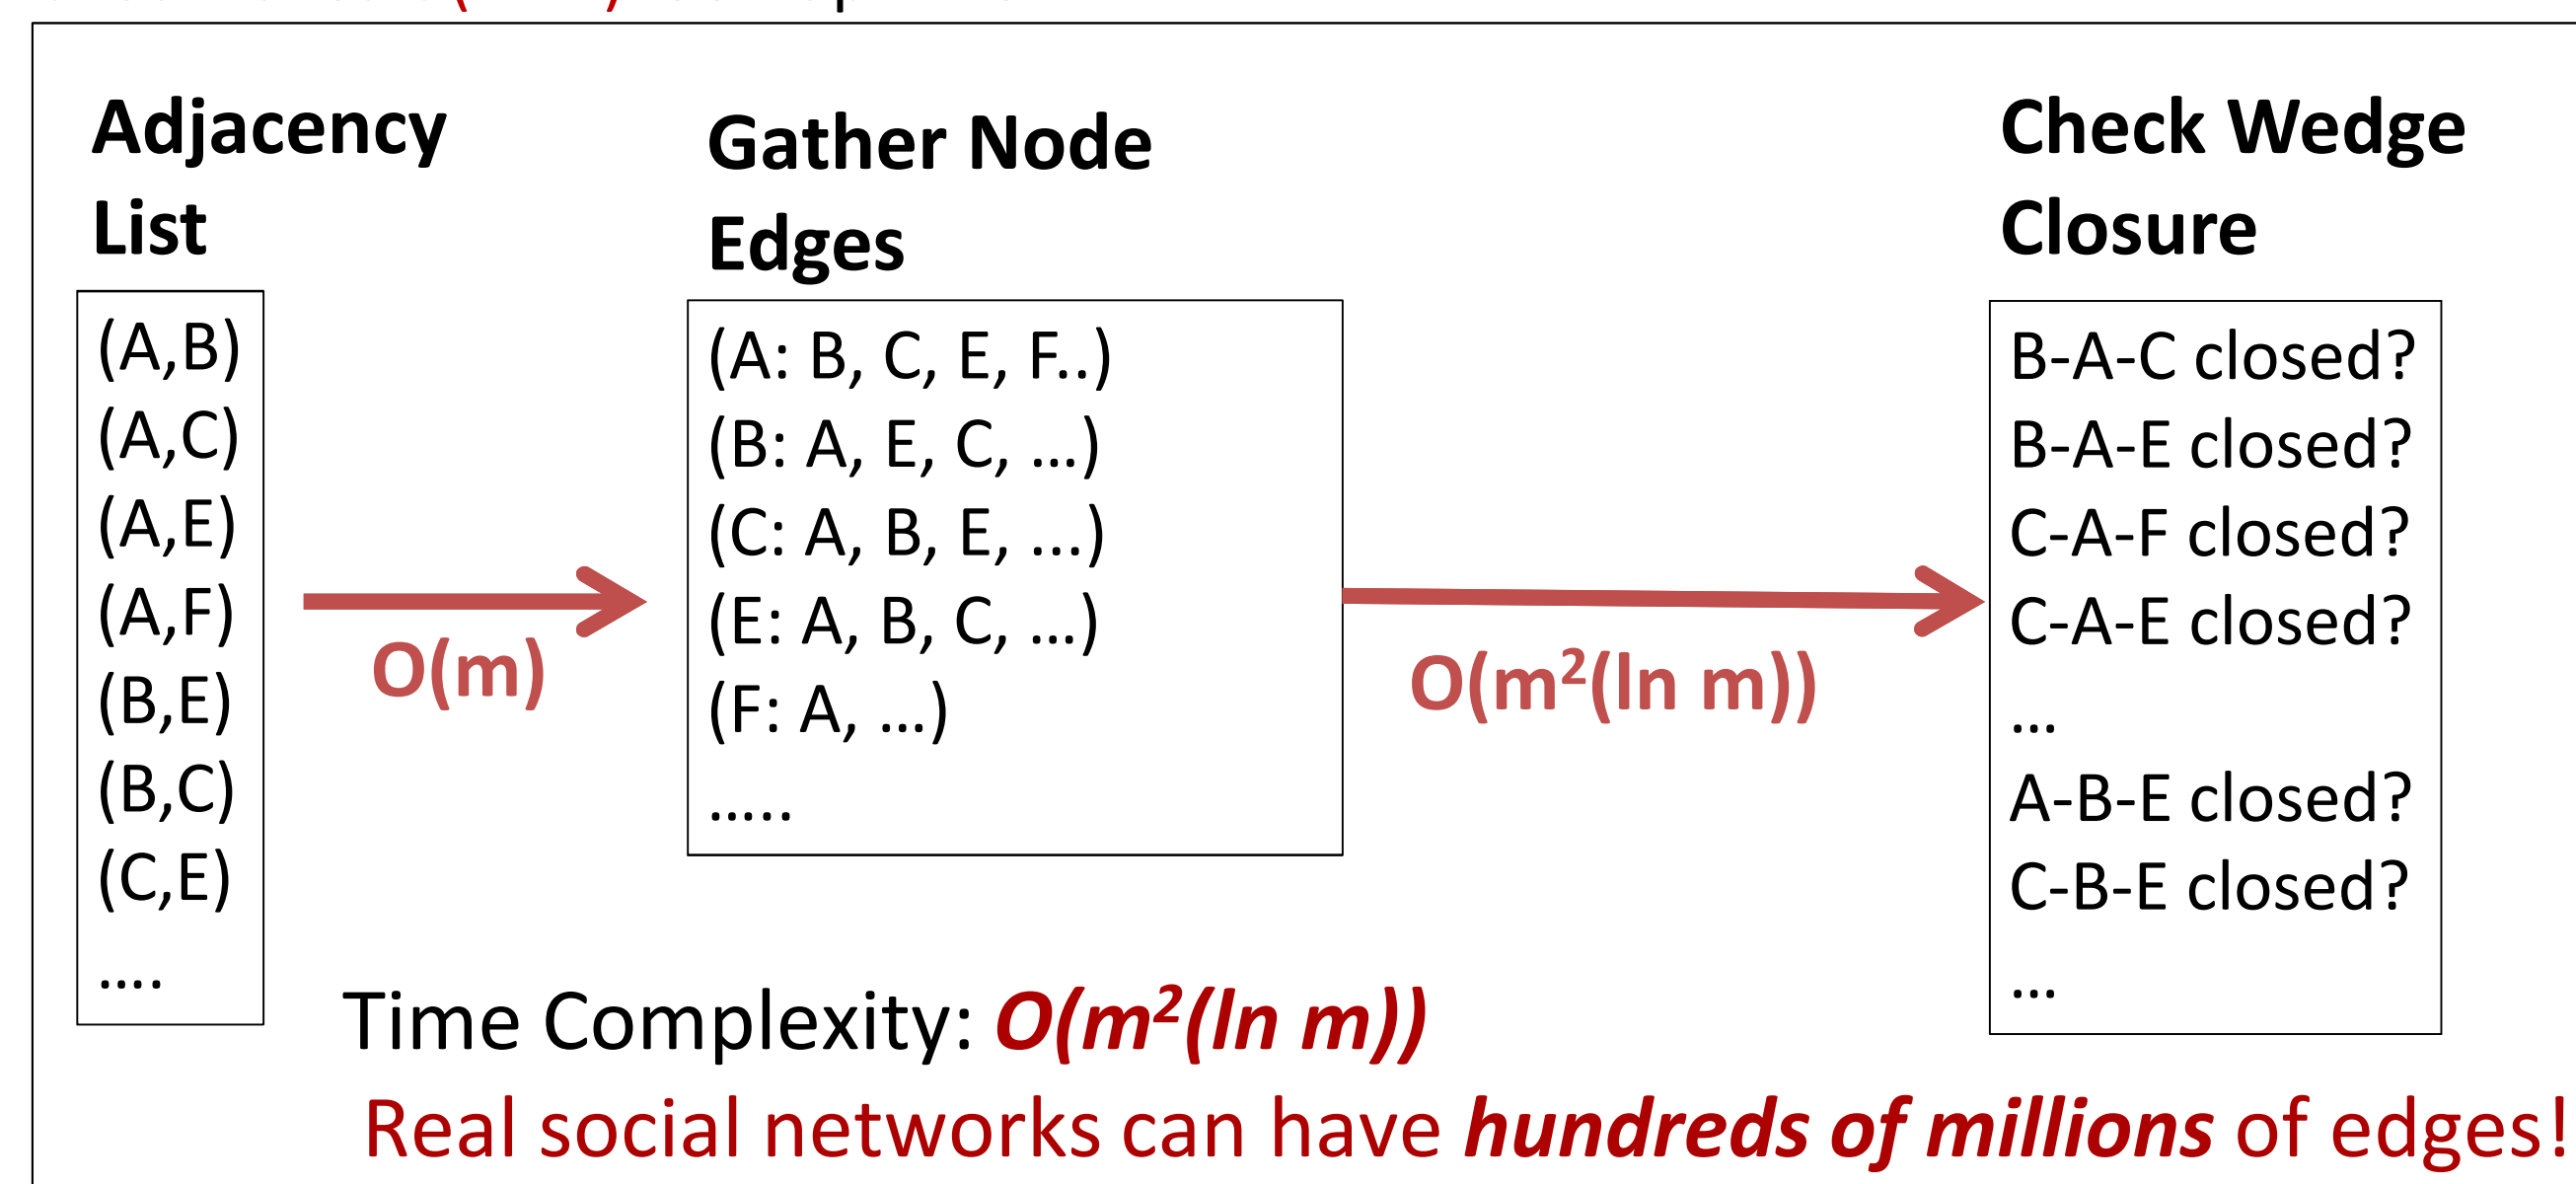 Adjacency
List
(A,B)
(A,C)
(A,E)
(A,F)
(B,E)
(B,C)
(C,E)
....
O(m)
Gather Node
Edges
(A: B, C, E, F..)
(B: A, E, C, ...)
(C: A, B, E, ...)
(E: A, B, C, ...)
(F: A, ...)
.....
O(m²(ln m))
Check Wedge
Closure
B-A-C closed?
B-A-E closed?
C-A-F closed?
C-A-E closed?
...
A-B-E closed?
C-B-E closed?
...
Time Complexity: O(m²(ln m))
Real social networks can have hundreds of millions of edges!